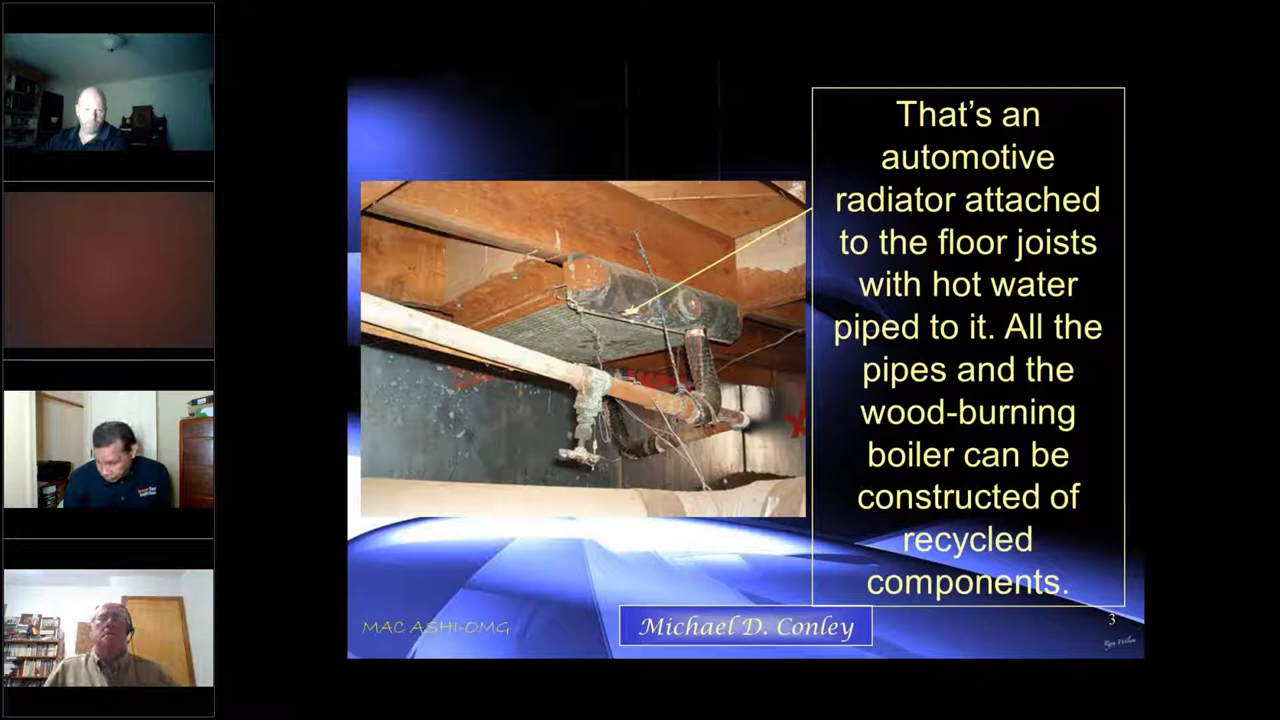 That’s an
automotive
radiator attached
to the floor joists
with hot water
piped to it. All the
pipes and the
wood-burning
boiler can be
constructed of
recycled
components.
MAC ASHI-OMG
Michael D. Conley
3